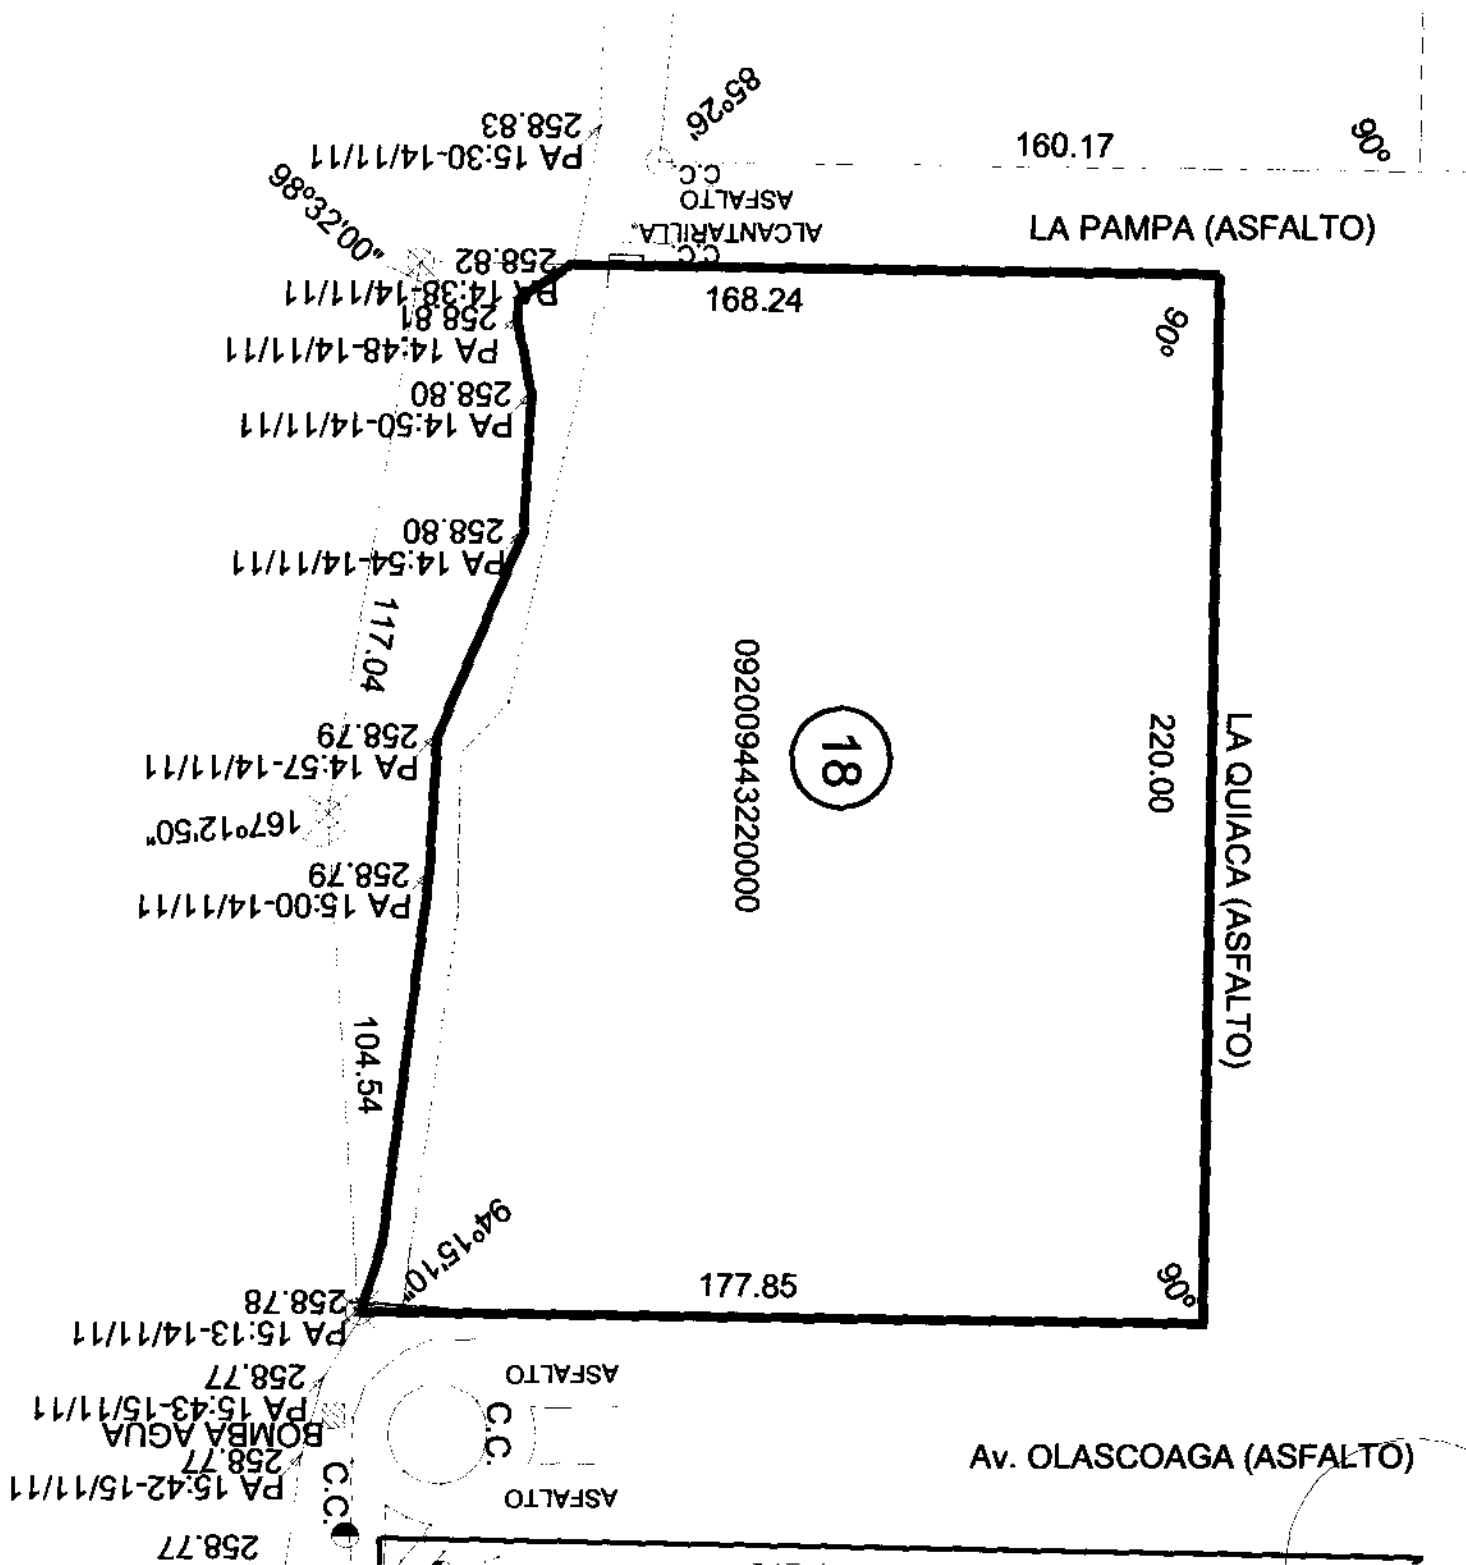 85°26'
160.17
90°
258.83
PA 15:30-14/11/11
C.C.
ASFALTO
ALCANTARILLA
C.C.
LA PAMPA (ASFALTO)
98°32'00"
258.82
PA 14:38-14/11/11
168.24
90°
258.81
PA 14:48-14/11/11
258.80
PA 14:50-14/11/11
258.80
PA 14:54-14/11/11
117.04
092009443220000
18
220.00
LA QUIACA (ASFALTO)
258.79
PA 14:57-14/11/11
167°12'50"
258.79
PA 15:00-14/11/11
104.54
94°15'10"
177.85
90°
258.78
PA 15:13-14/11/11
258.77
PA 15:43-15/11/11
BOMBA AGUA
258.77
PA 15:42-15/11/11
258.77
ASFALTO
C.C.
C.C.
ASFALTO
Av. OLASCOAGA (ASFALTO)